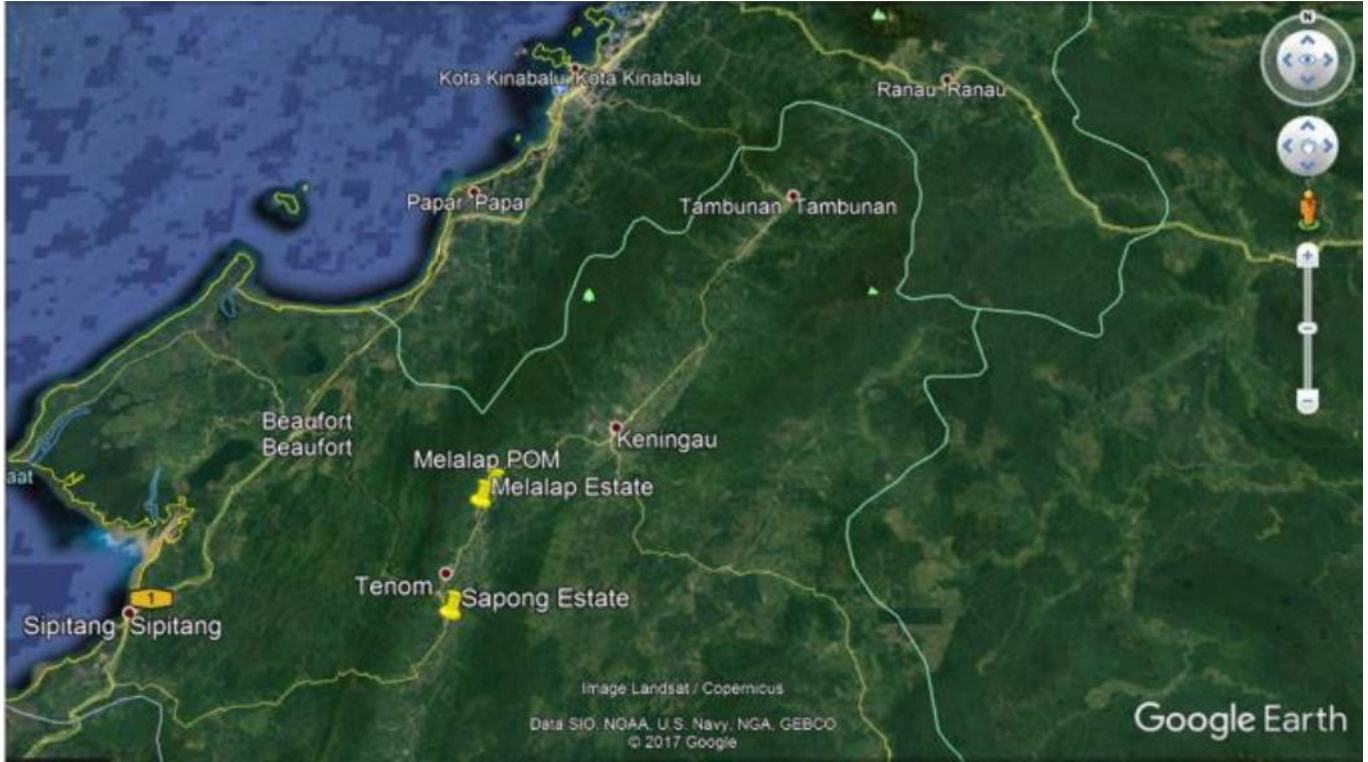 N
Kota Kinabalu Kota Kinabalu
Ranau Ranau
Papar Papar
Tambunan Tambunan
Beaufort
Beaufort
Keningau
Melalap POM
Melalap Estate
aat
Tenom
Sapong Estate
1
Sipitang Sipitang
Image Landsat / Copernicus
Data SIO, NOAA, U.S. Navy, NGA, GEBCO
© 2017 Google
Google Earth